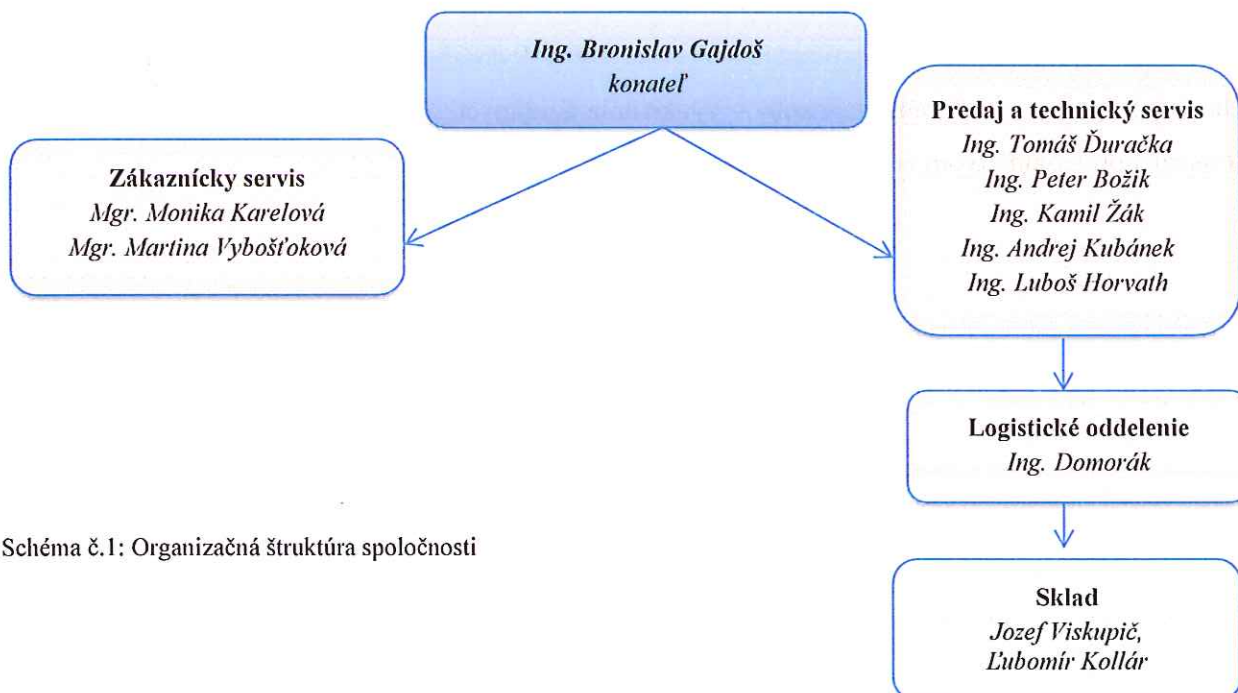 Ing. Bronislav Gajdoš
konateľ
Zákaznícky servis
Mgr. Monika Karelová
Mgr. Martina Vybošťoková
Predaj a technický servis
Ing. Tomáš Ďuračka
Ing. Peter Božik
Ing. Kamil Žák
Ing. Andrej Kubánek
Ing. Luboš Horvath
Logistické oddelenie
Ing. Domorák
Sklad
Jozef Viskupič,
Ľubomír Kollár
Schéma č.1: Organizačná štruktúra spoločnosti